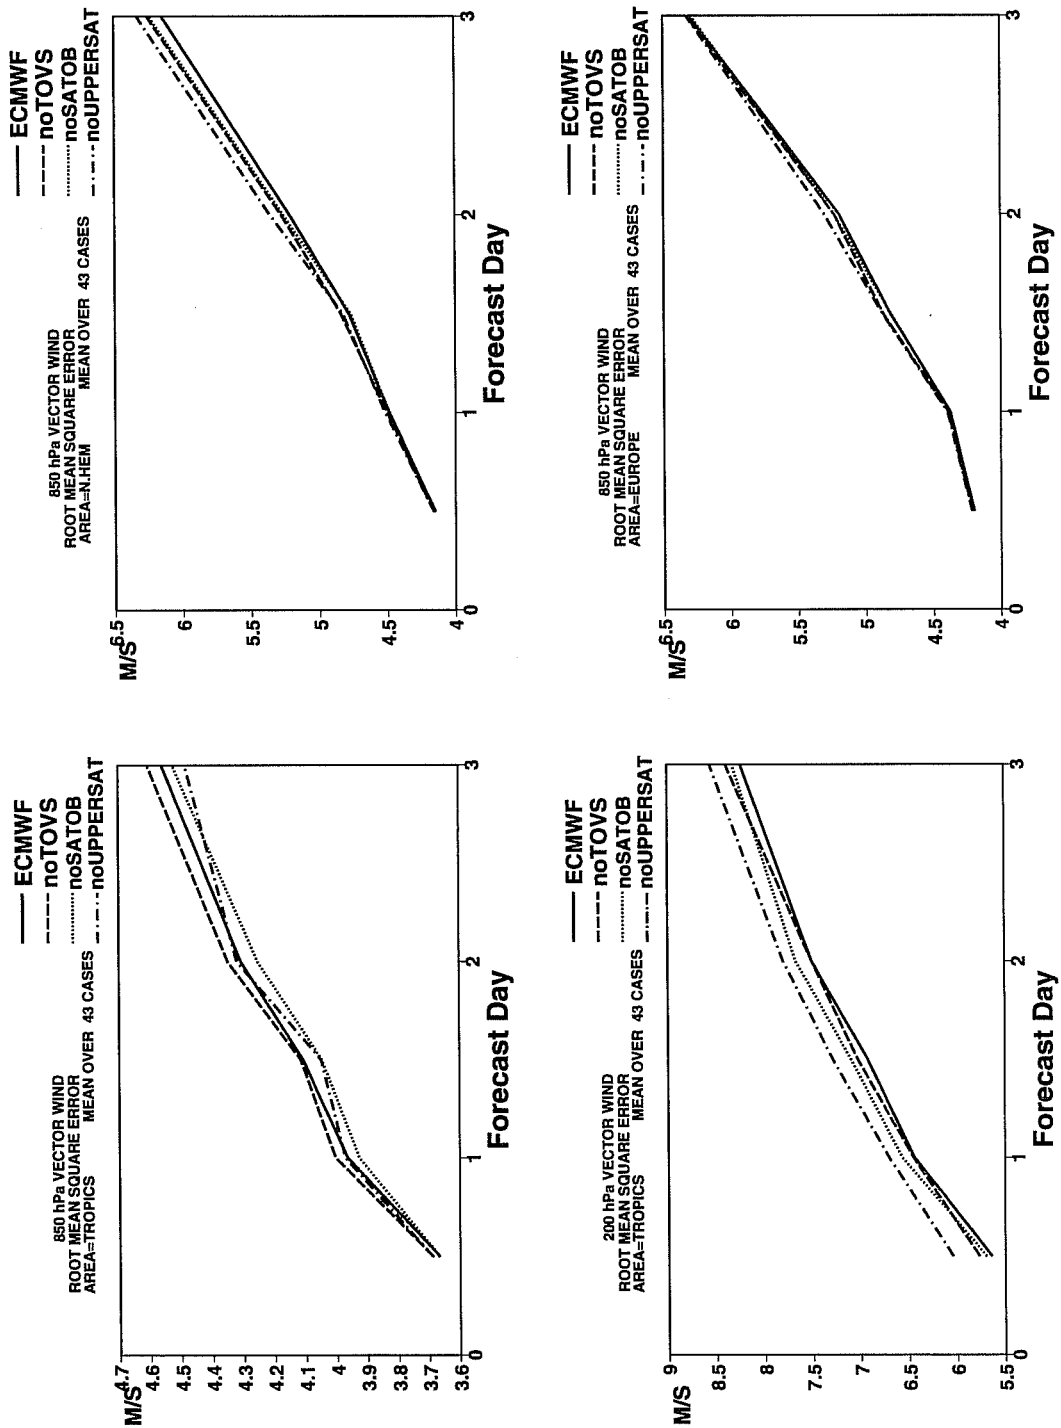 850 hPa VECTOR WIND
ROOT MEAN SQUARE ERROR
AREA=TROPICS MEAN OVER 43 CASES
ECMWF
noTOVS
noSATOB
noUPPERSAT
M/S
4.7
4.6
4.5
4.4
4.3
4.2
4.1
4
3.9
3.8
3.7
3.6
0
1
2
3
Forecast Day
850 hPa VECTOR WIND
ROOT MEAN SQUARE ERROR
AREA=N.HEM MEAN OVER 43 CASES
ECMWF
noTOVS
noSATOB
noUPPERSAT
M/S
6.5
6
5.5
5
4.5
4
0
1
2
3
Forecast Day
200 hPa VECTOR WIND
ROOT MEAN SQUARE ERROR
AREA=TROPICS MEAN OVER 43 CASES
ECMWF
noTOVS
noSATOB
noUPPERSAT
M/S
9
8.5
8
7.5
7
6.5
6
5.5
0
1
2
3
Forecast Day
850 hPa VECTOR WIND
ROOT MEAN SQUARE ERROR
AREA=EUROPE MEAN OVER 43 CASES
ECMWF
noTOVS
noSATOB
noUPPERSAT
M/S
6.5
6
5.5
5
4.5
4
0
1
2
3
Forecast Day